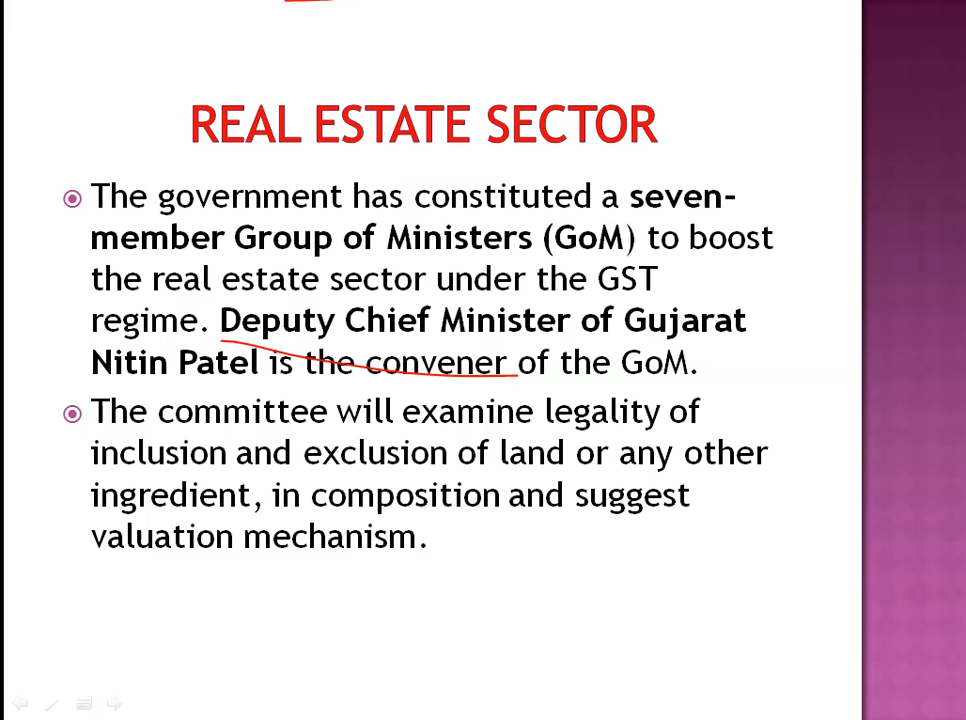 REAL ESTATE SECTOR
The government has constituted a seven-
member Group of Ministers (GoM) to boost
the real estate sector under the GST
regime. Deputy Chief Minister of Gujarat
Nitin Patel is the convener of the GoM.
The committee will examine legality of
inclusion and exclusion of land or any other
ingredient, in composition and suggest
valuation mechanism.